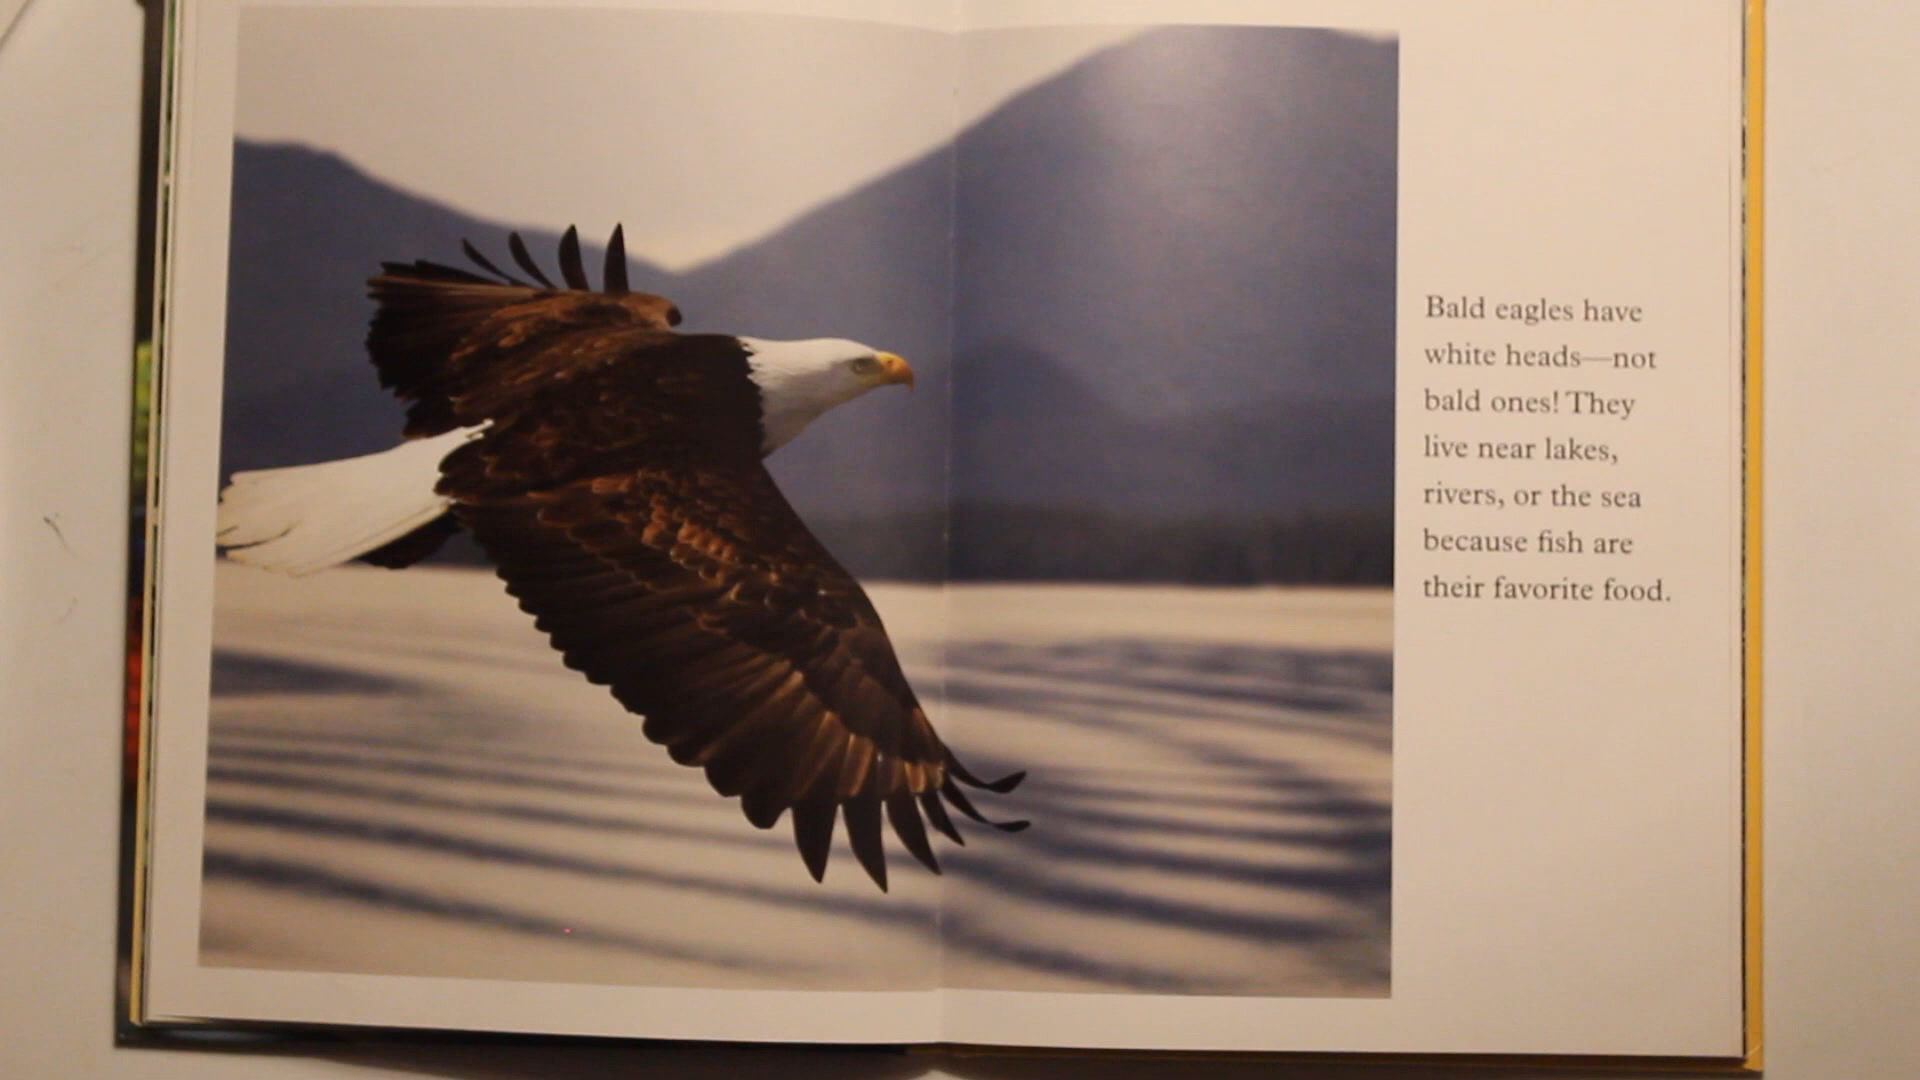 Bald eagles have
white heads—not
bald ones! They
live near lakes,
rivers, or the sea
because fish are
their favorite food.